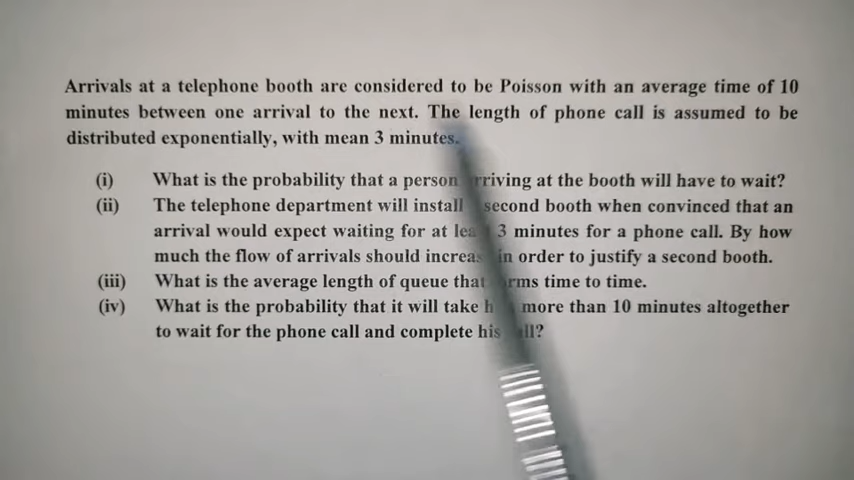 Arrivals at a telephone booth are considered to be Poisson with an average time of 10
minutes between one arrival to the next. The length of phone call is assumed to be
distributed exponentially, with mean 3 minutes.
(i) What is the probability that a person arriving at the booth will have to wait?
(ii) The telephone department will install second booth when convinced that an
arrival would expect waiting for at least 3 minutes for a phone call. By how
much the flow of arrivals should increase in order to justify a second booth.
(iii) What is the average length of queue that forms time to time.
(iv) What is the probability that it will take more than 10 minutes altogether
to wait for the phone call and complete his call?